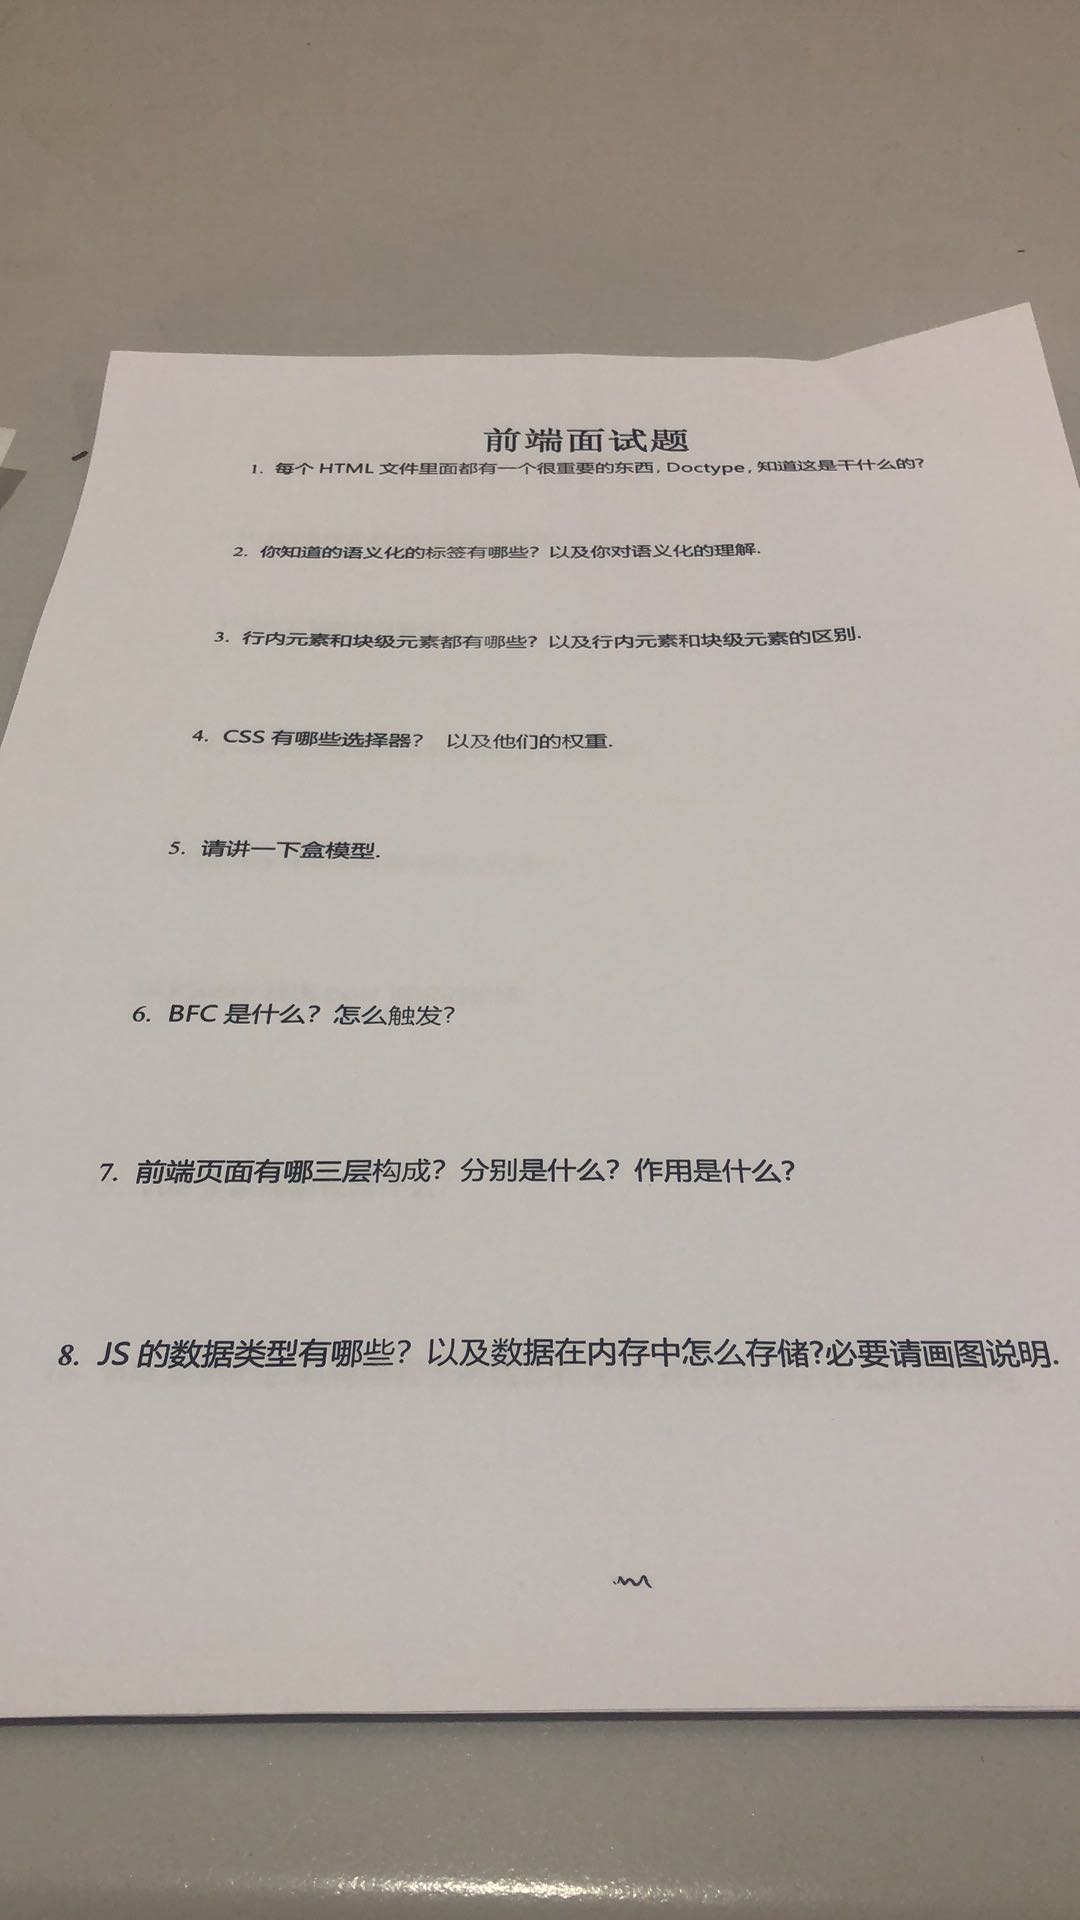 前端面试题
1. 每个 HTML 文件里面都有一个很重要的东西, Doctype, 知道这是干什么的?
2. 你知道的语义化的标签有哪些? 以及你对语义化的理解.
3. 行内元素和块级元素都有哪些? 以及行内元素和块级元素的区别.
4. CSS 有哪些选择器? 以及他们的权重.
5. 请讲一下盒模型.
6. BFC 是什么? 怎么触发?
7. 前端页面有哪三层构成? 分别是什么? 作用是什么?
8. JS 的数据类型有哪些? 以及数据在内存中怎么存储?必要请画图说明.